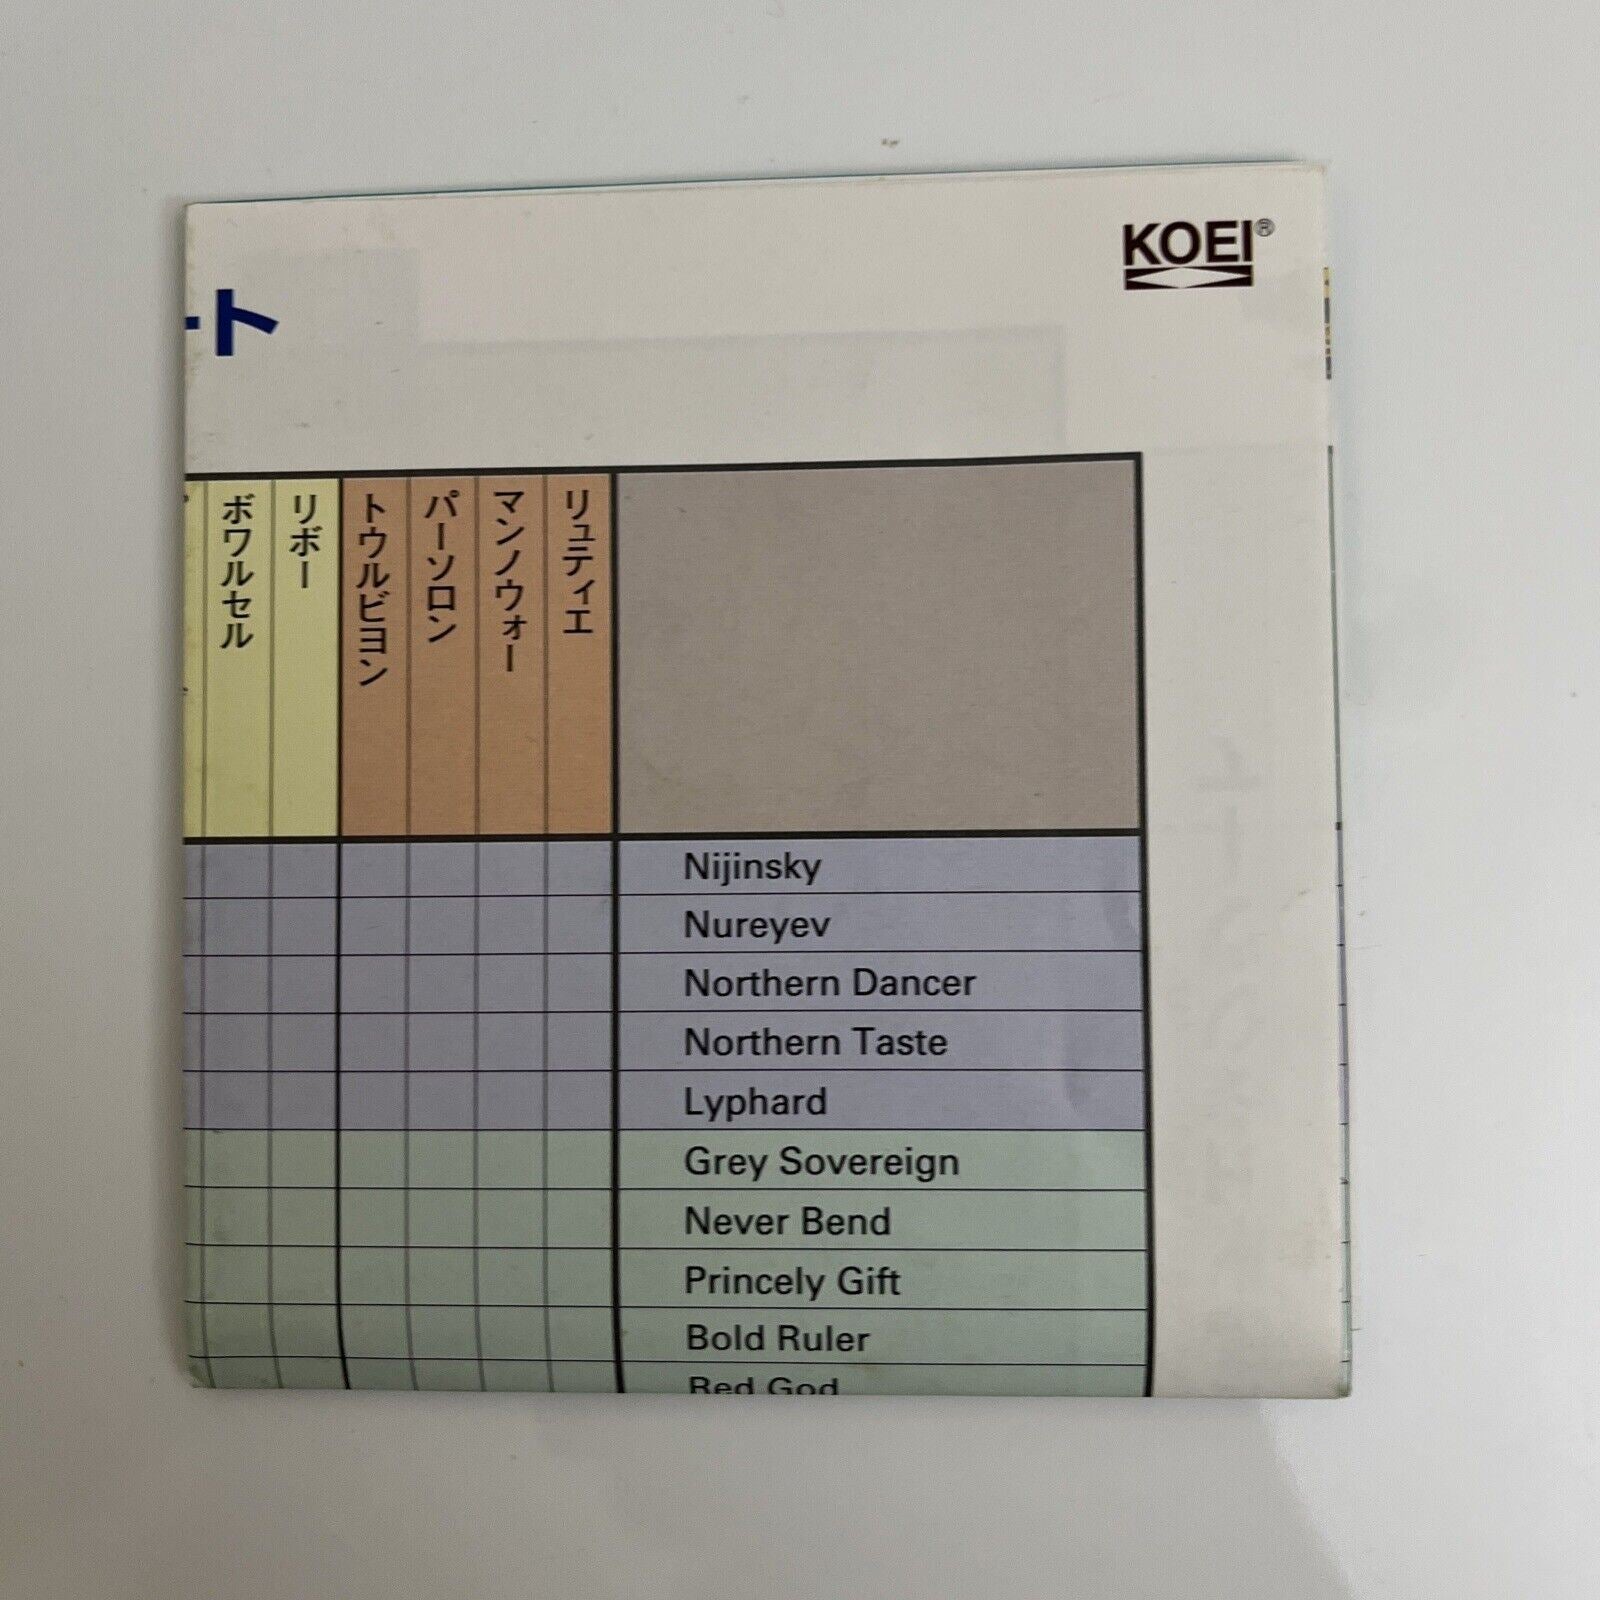 KOEI®
ート
ボワルセル
リボー
トウルビヨン
パーソロン
マンノウォー
リュティエ
Nijinsky
Nureyev
Northern Dancer
Northern Taste
Lyphard
Grey Sovereign
Never Bend
Princely Gift
Bold Ruler
Red God